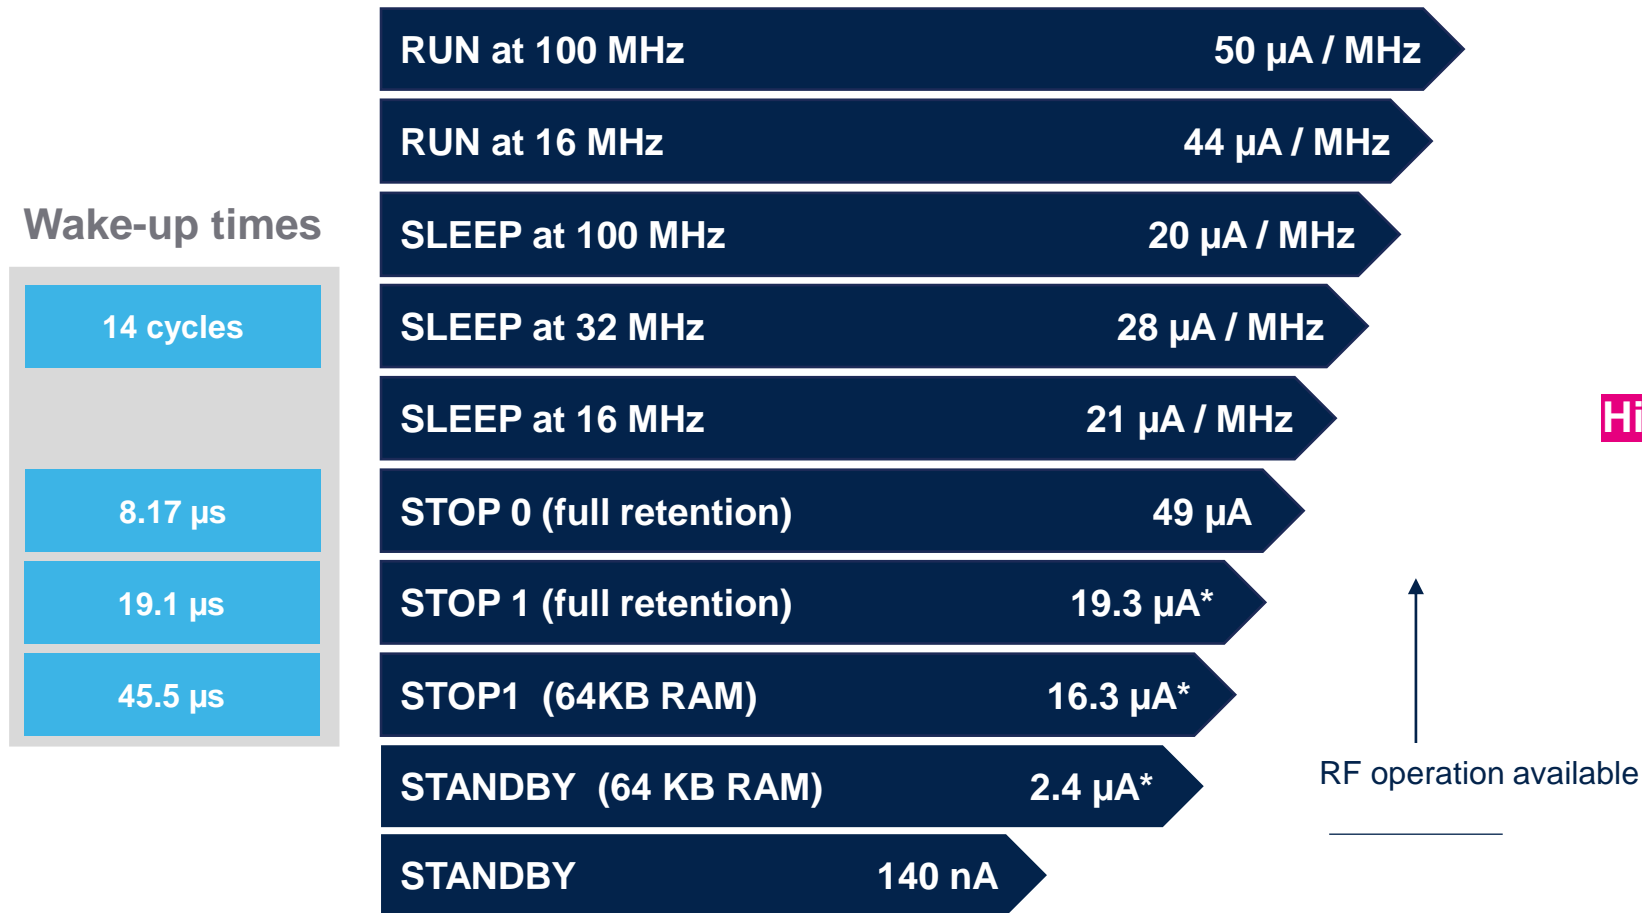 RUN at 100 MHz 50 µA / MHz
RUN at 16 MHz 44 µA / MHz
Wake-up times
SLEEP at 100 MHz 20 µA / MHz
14 cycles
SLEEP at 32 MHz 28 µA / MHz
SLEEP at 16 MHz 21 µA / MHz
Hi
8.17 µs
STOP 0 (full retention) 49 µA
19.1 µs
STOP 1 (full retention) 19.3 µA*
45.5 µs
STOP1 (64KB RAM) 16.3 µA*
STANDBY (64 KB RAM) 2.4 µA*
RF operation available
STANDBY 140 nA